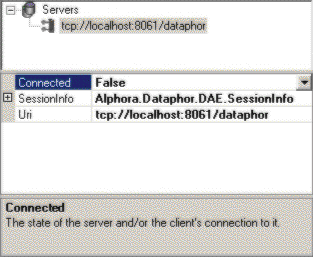 Servers
tcp://localhost:8061/dataphor
Connected False
SessionInfo Alphora.Dataphor.DAE.SessionInfo
Uri tcp://localhost:8061/dataphor
Connected
The state of the server and/or the client's connection to it.